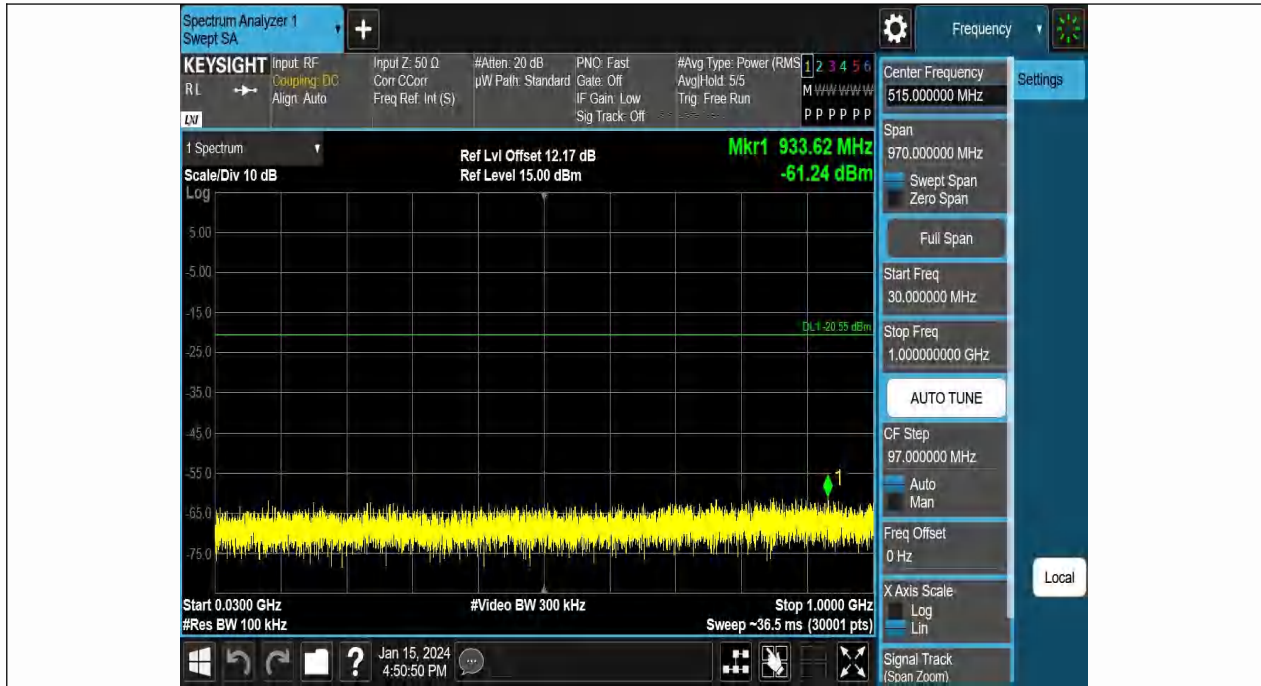 Spectrum Analyzer 1
Swept SA
Frequency
KEYSIGHT
Input: RF
Coupling: DC
Align: Auto
Input Z: 50 Ω
Corr CCorr
Freq Ref: Int (S)
#Atten: 20 dB
µW Path: Standard
PNO: Fast
Gate: Off
IF Gain: Low
Sig Track: Off
#Avg Type: Power (RMS
Avg|Hold: 5/5
Trig: Free Run
1 2 3 4 5 6
M W W W W W
P P P P P P
R L
LXI
1 Spectrum
Scale/Div 10 dB
Log
Ref Lvl Offset 12.17 dB
Ref Level 15.00 dBm
Mkr1 933.62 MHz
-61.24 dBm
5.00
-5.00
-15.0
DL1 -20.55 dBm
-25.0
-35.0
-45.0
-55.0
1
-65.0
-75.0
Start 0.0300 GHz
#Res BW 100 kHz
#Video BW 300 kHz
Stop 1.0000 GHz
Sweep ~36.5 ms (30001 pts)
Jan 15, 2024
4:50:50 PM
Center Frequency
515.000000 MHz
Settings
Span
970.000000 MHz
Swept Span
Zero Span
Full Span
Start Freq
30.000000 MHz
Stop Freq
1.000000000 GHz
AUTO TUNE
CF Step
97.000000 MHz
Auto
Man
Freq Offset
0 Hz
X Axis Scale
Log
Lin
Local
Signal Track
(Span Zoom)